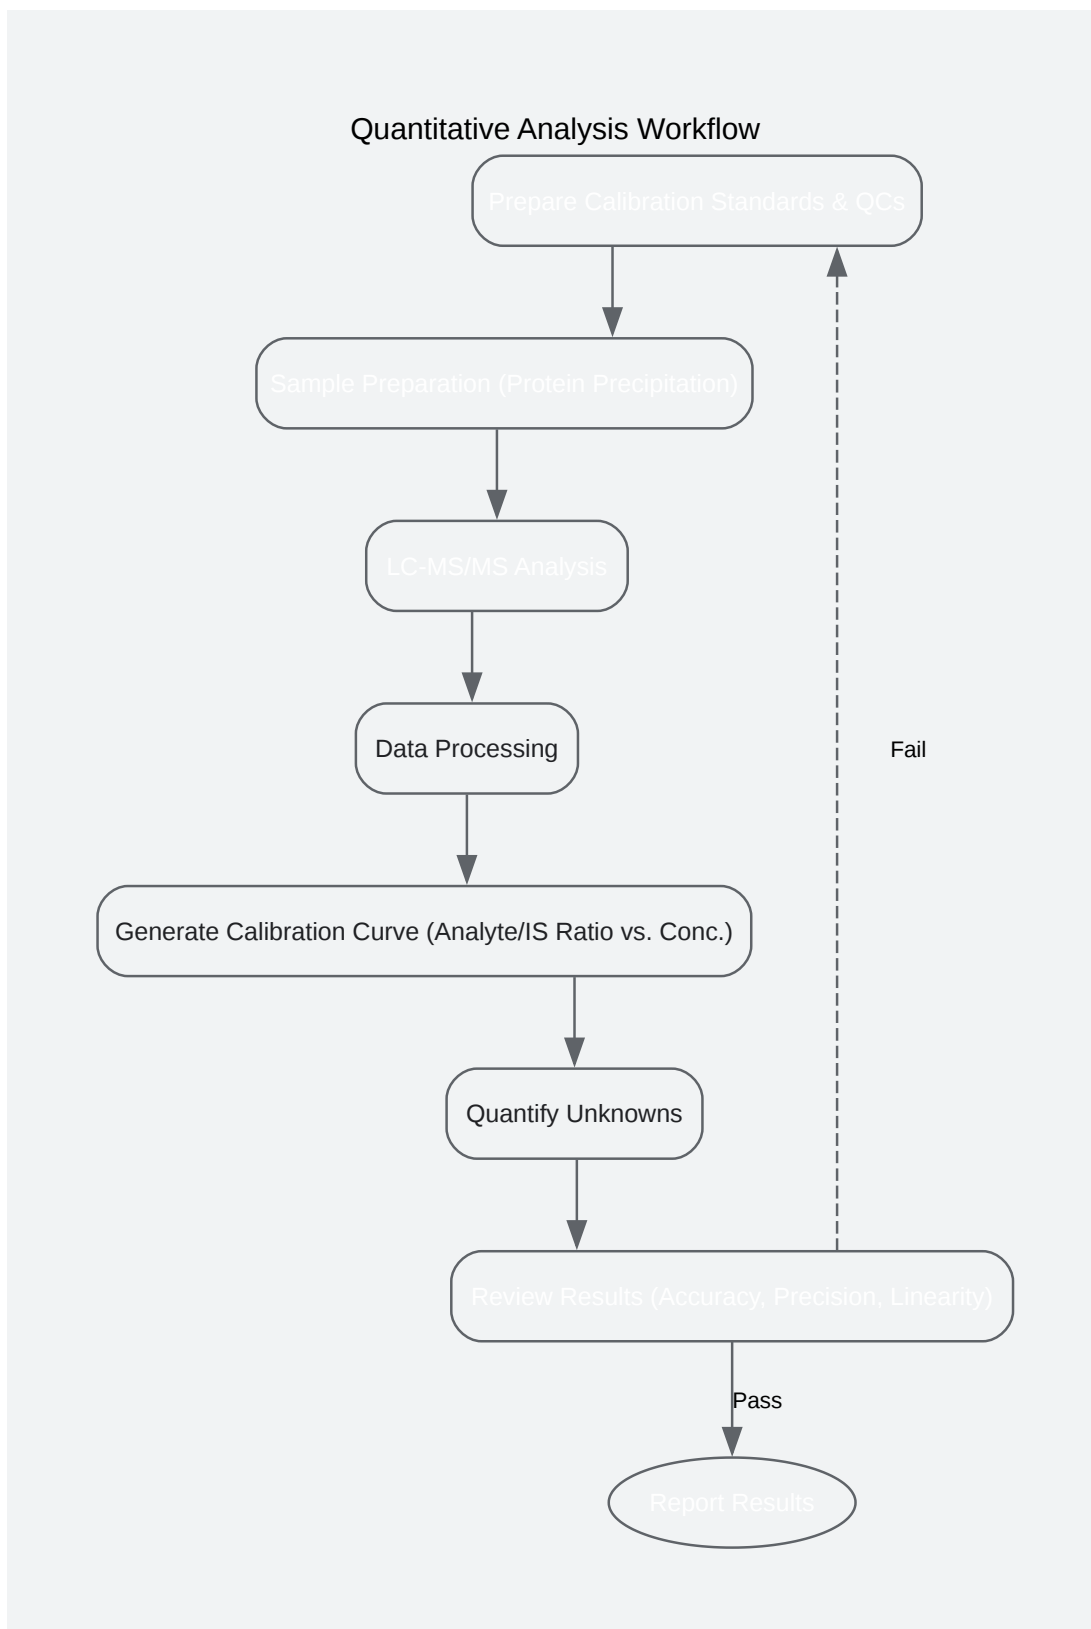 Quantitative Analysis Workflow
Prepare Calibration Standards & QCs
Sample Preparation (Protein Precipitation)
LC-MS/MS Analysis
Data Processing
Fail
Generate Calibration Curve (Analyte/IS Ratio vs. Conc.)
Quantify Unknowns
Review Results (Accuracy, Precision, Linearity)
Pass
Report Results